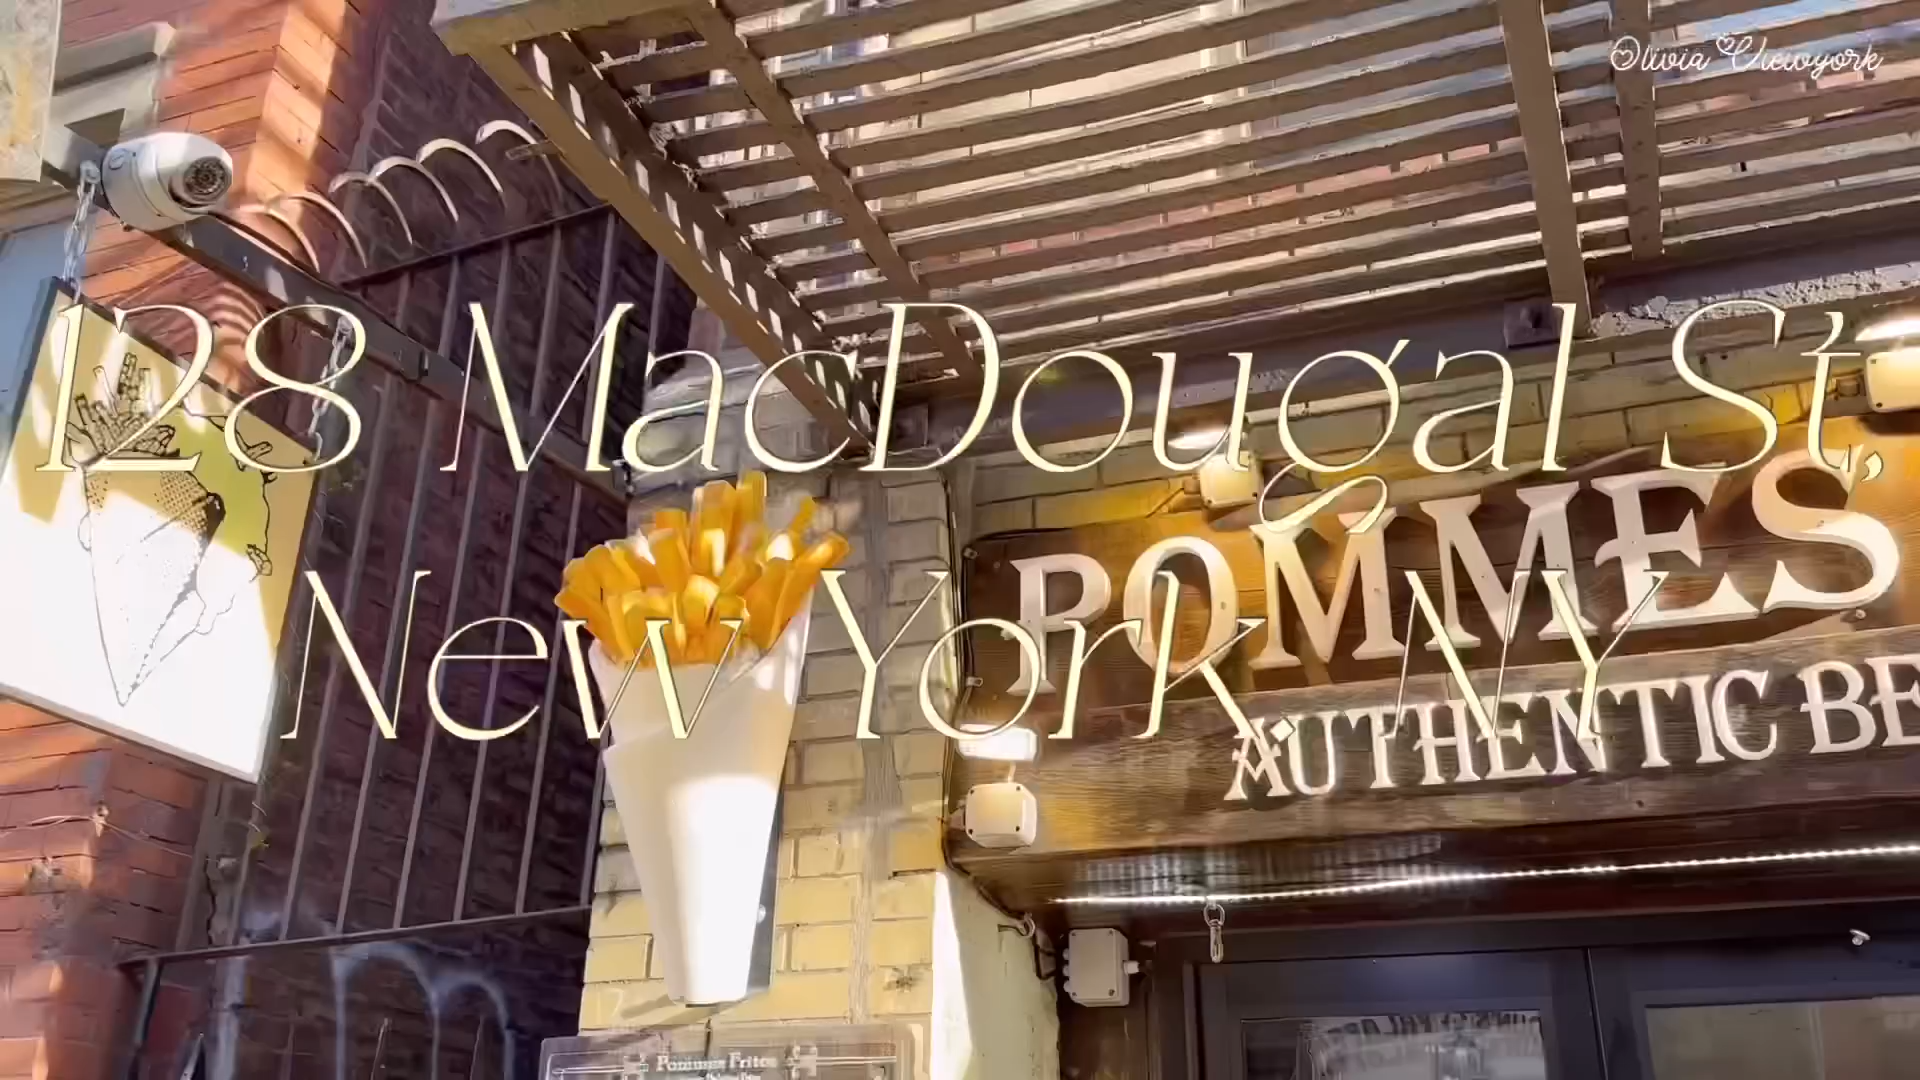 Olivia Viewyork
128 MacDougal St,
New York, NY
POMMES
AUTHENTIC BE
Pommes Frites